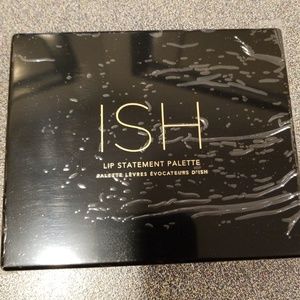 ISH
LIP STATEMENT PALETTE
PALETTE LÈVRES ÉVOCATEURS D'ISH